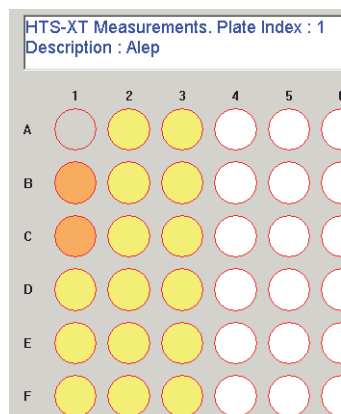 HTS-XT Measurements. Plate Index : 1
Description : Alep
1 2 3 4 5
A
B
C
D
E
F